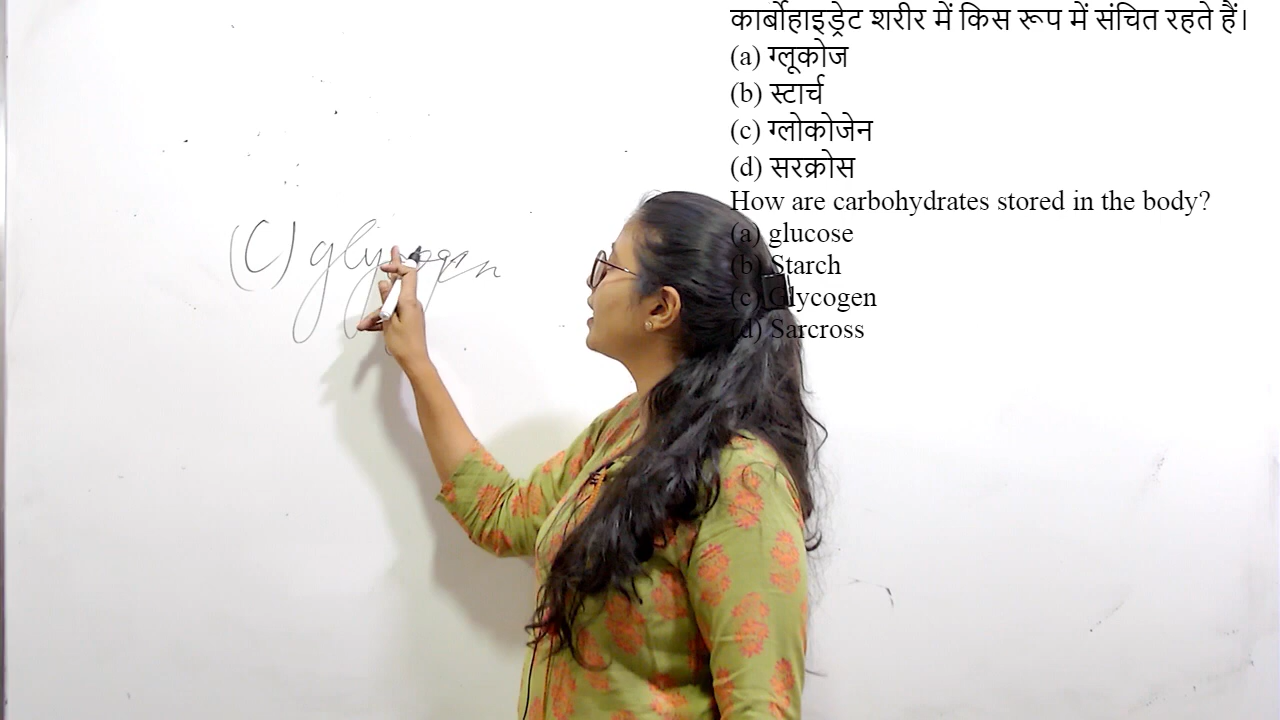 कार्बोहाइड्रेट शरीर में किस रूप में संचित रहते हैं।
(a) ग्लूकोज
(b) स्टार्च
(c) ग्लोकोजेन
(d) सरक्रोस
How are carbohydrates stored in the body?
(a) glucose
(b) Starch
(c) Glycogen
(d) Sarcross
(C) glycogen